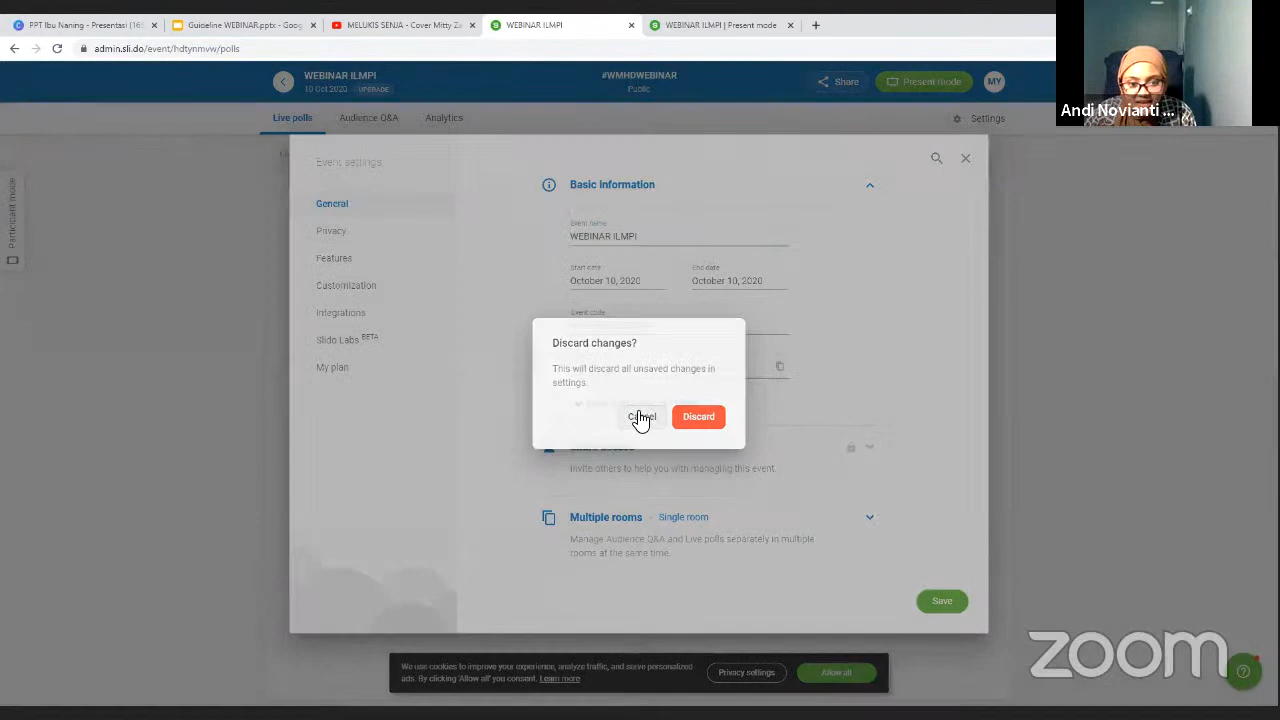 PPT Ibu Naning - Presentasi (16:
Guideline WEBINAR.pptx - Goog
MELUKIS SENJA - Cover Mitty Za
WEBINAR ILMPI
WEBINAR ILMPI | Present mode
admin.sli.do/event/hdtynmvw/polls
WEBINAR ILMPI
10 Oct 2020 UPGRADE
#WMHDWEBINAR
Public
Share
Present mode
MY
Andi Novianti ...
Live polls
Audience Q&A
Analytics
Settings
Participant mode
Event settings
General
Privacy
Features
Customization
Integrations
Slido Labs BETA
My plan
Basic information
Event name
WEBINAR ILMPI
Start date
October 10, 2020
End date
October 10, 2020
Event code
Discard changes?
This will discard all unsaved changes in
settings.
Cancel
Discard
Invite others to help you with managing this event.
Multiple rooms - Single room
Manage Audience Q&A and Live polls separately in multiple
rooms at the same time.
Save
We use cookies to improve your experience, analyze traffic, and serve personalized
ads. By clicking 'Allow all' you consent. Learn more
Privacy settings
Allow all
zoom